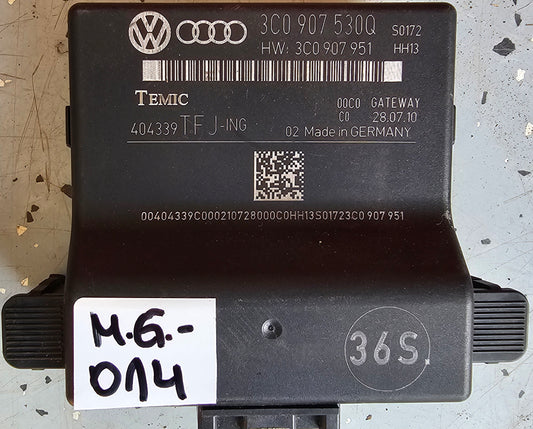 3C0 907 530Q S0172
HW: 3C0 907 951 HH13
TEMIC
00C0 GATEWAY
404339 TFJ-ING C0 28.07.10
02 Made in GERMANY
00404339C000210728000C0HH13S01723C0 907 951
M.G.-
014
36S.